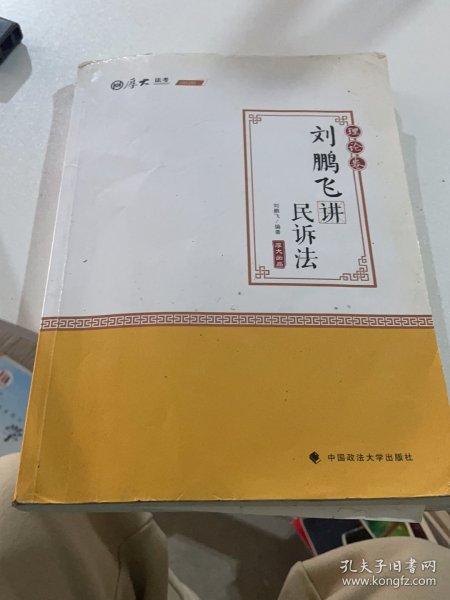 厚大 法考
理论卷
刘鹏飞讲
民诉法
刘鹏飞/编著
厚大出品
中国政法大学出版社
孔夫子旧书网
www.kongfz.com